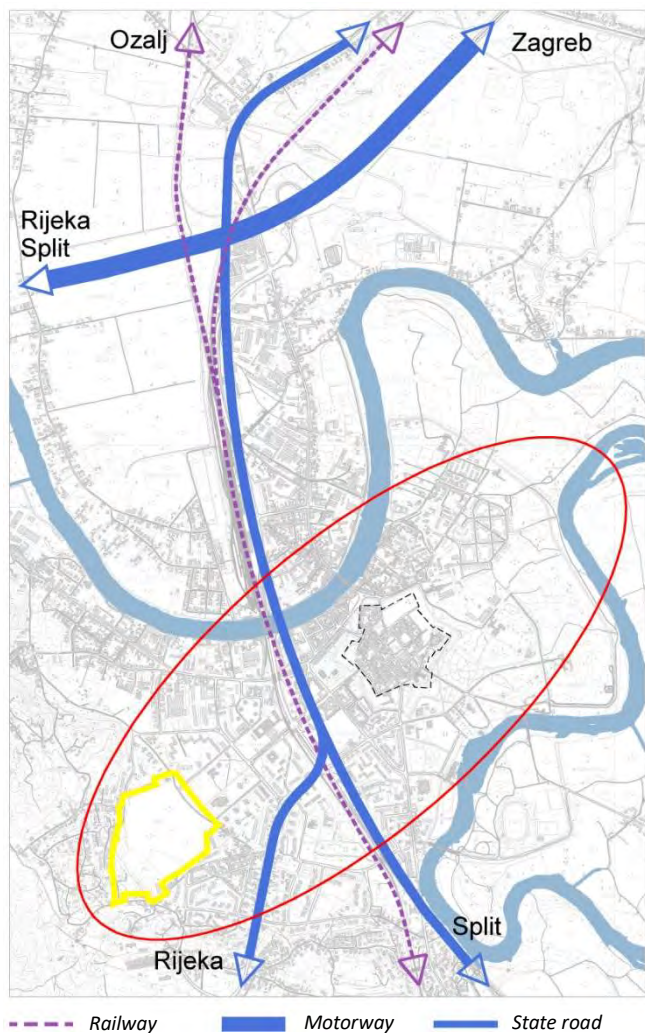 Ozalj
Zagreb
Rijeka
Split
Split
Rijeka
Railway
Motorway
State road